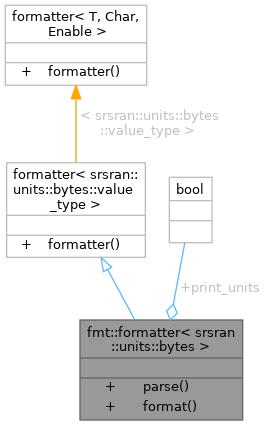 formatter< T, Char,
Enable >
+ formatter()
< srsran::units::bytes
::value_type >
formatter< srsran::
units::bytes::value
_type >
+ formatter()
bool
+print_units
fmt::formatter< srsran
::units::bytes >
+ parse()
+ format()